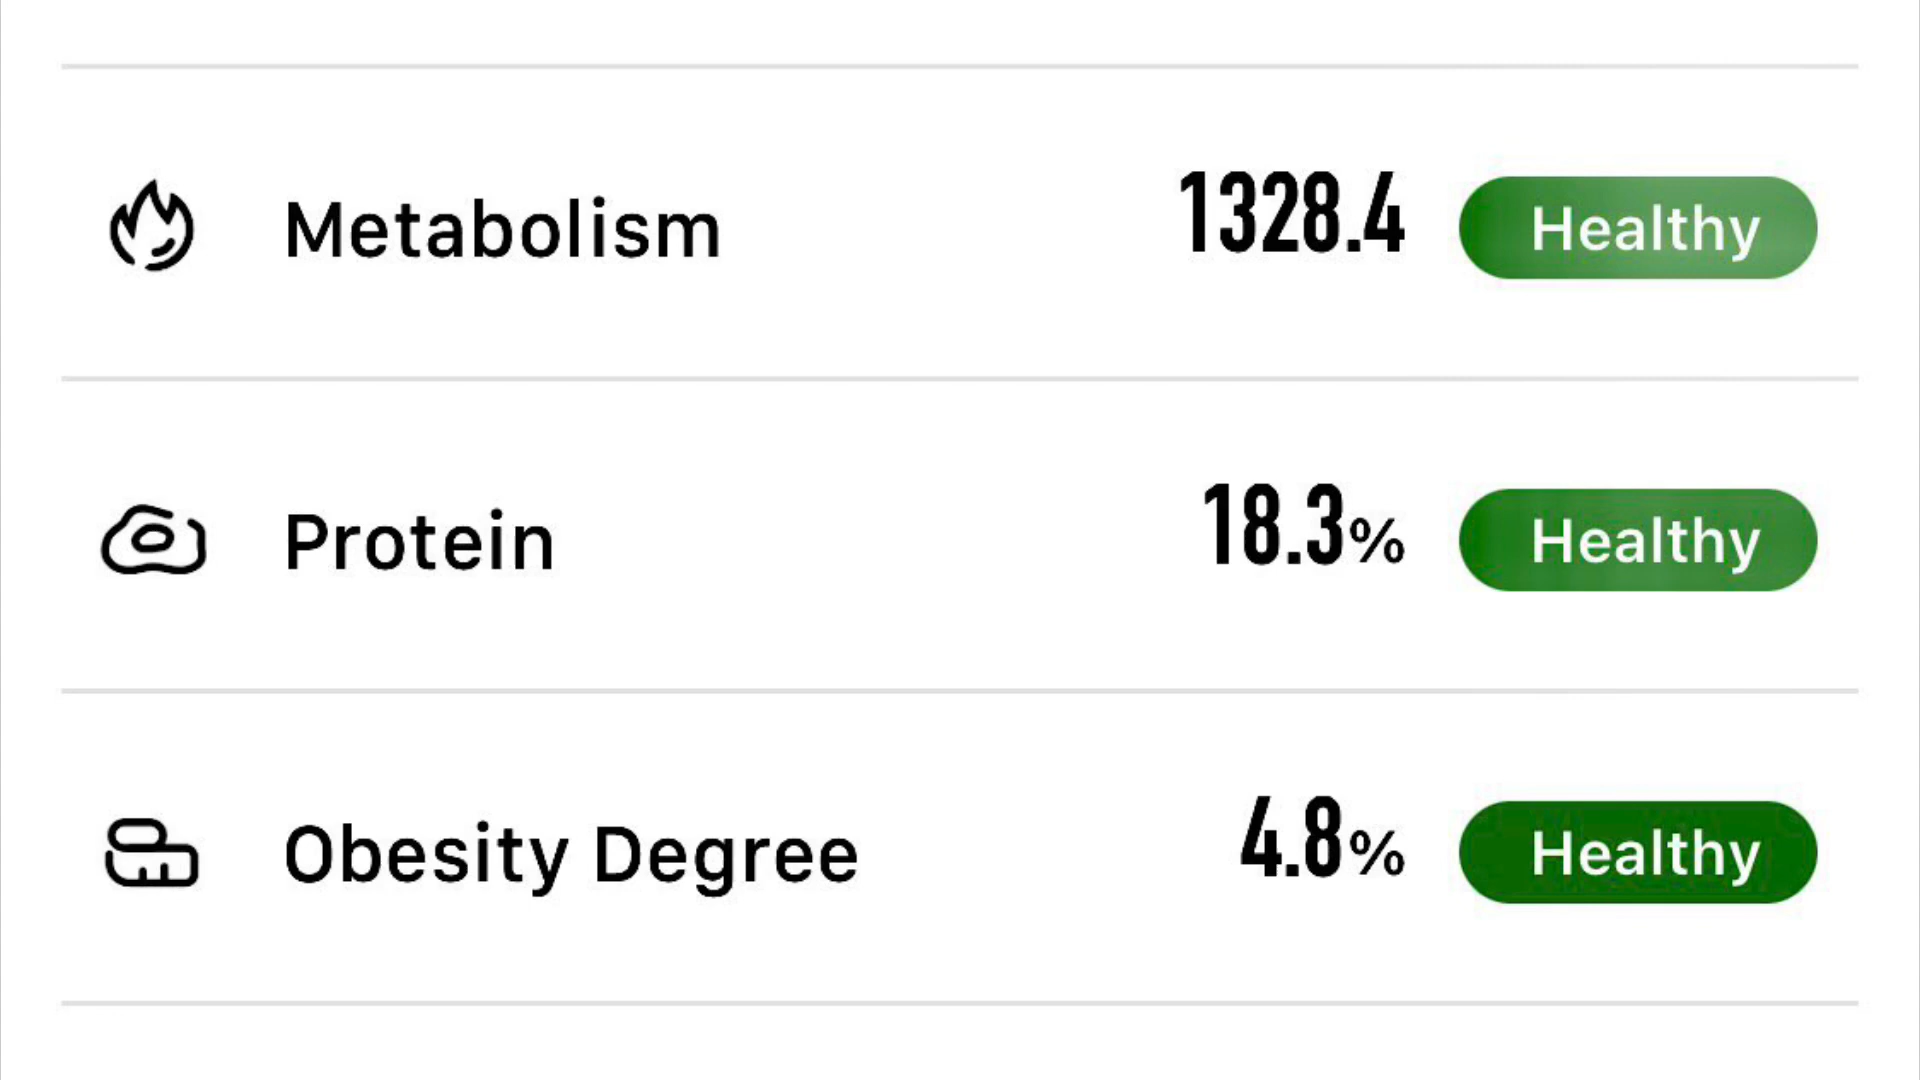 Metabolism 1328.4 Healthy
Protein 18.3% Healthy
Obesity Degree 4.8% Healthy